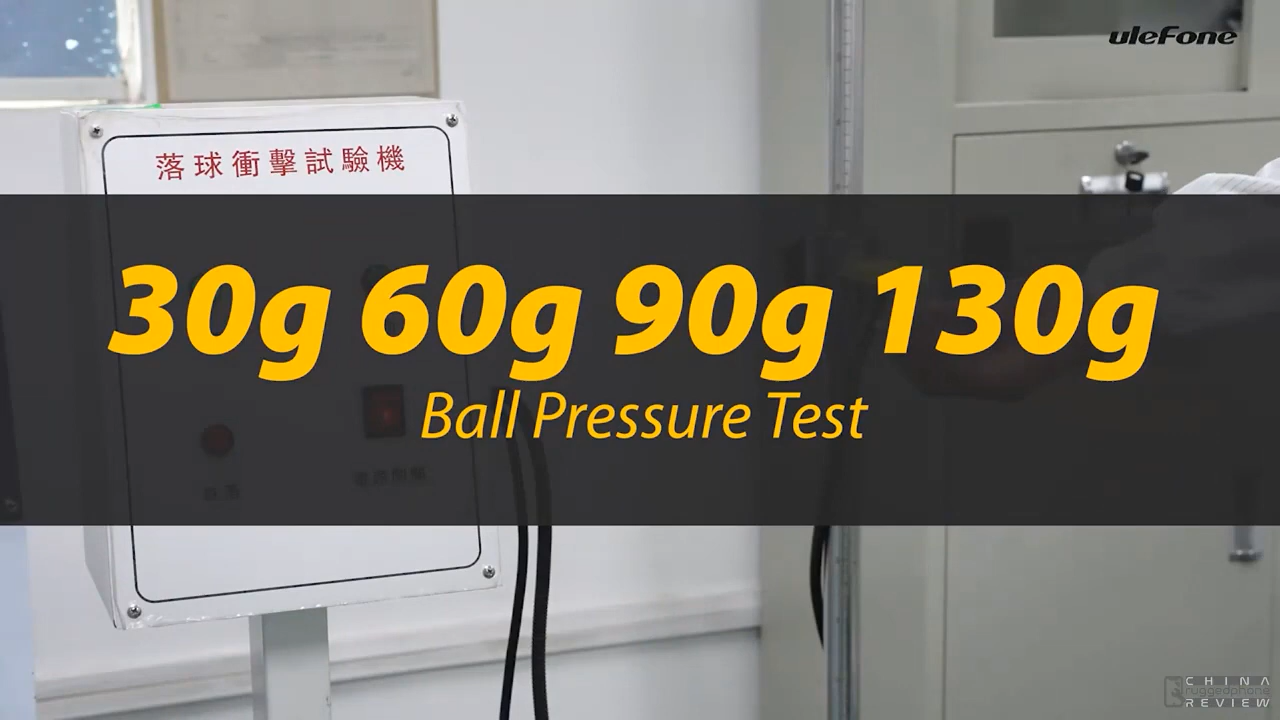 uleFone
落球衝擊試驗機
30g 60g 90g 130g
Ball Pressure Test
CHINA
ruggedphone
REVIEW